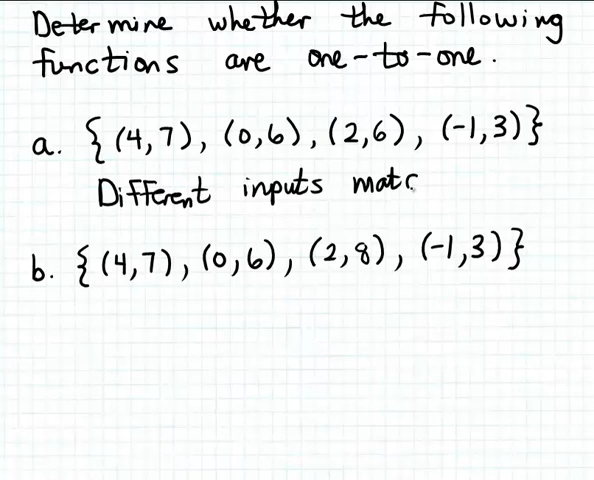 Determine whether the following
functions are one-to-one.
a. {(4,7), (0,6), (2,6), (-1,3)}
Different inputs matc
b. {(4,7), (0,6), (2,8), (-1,3)}